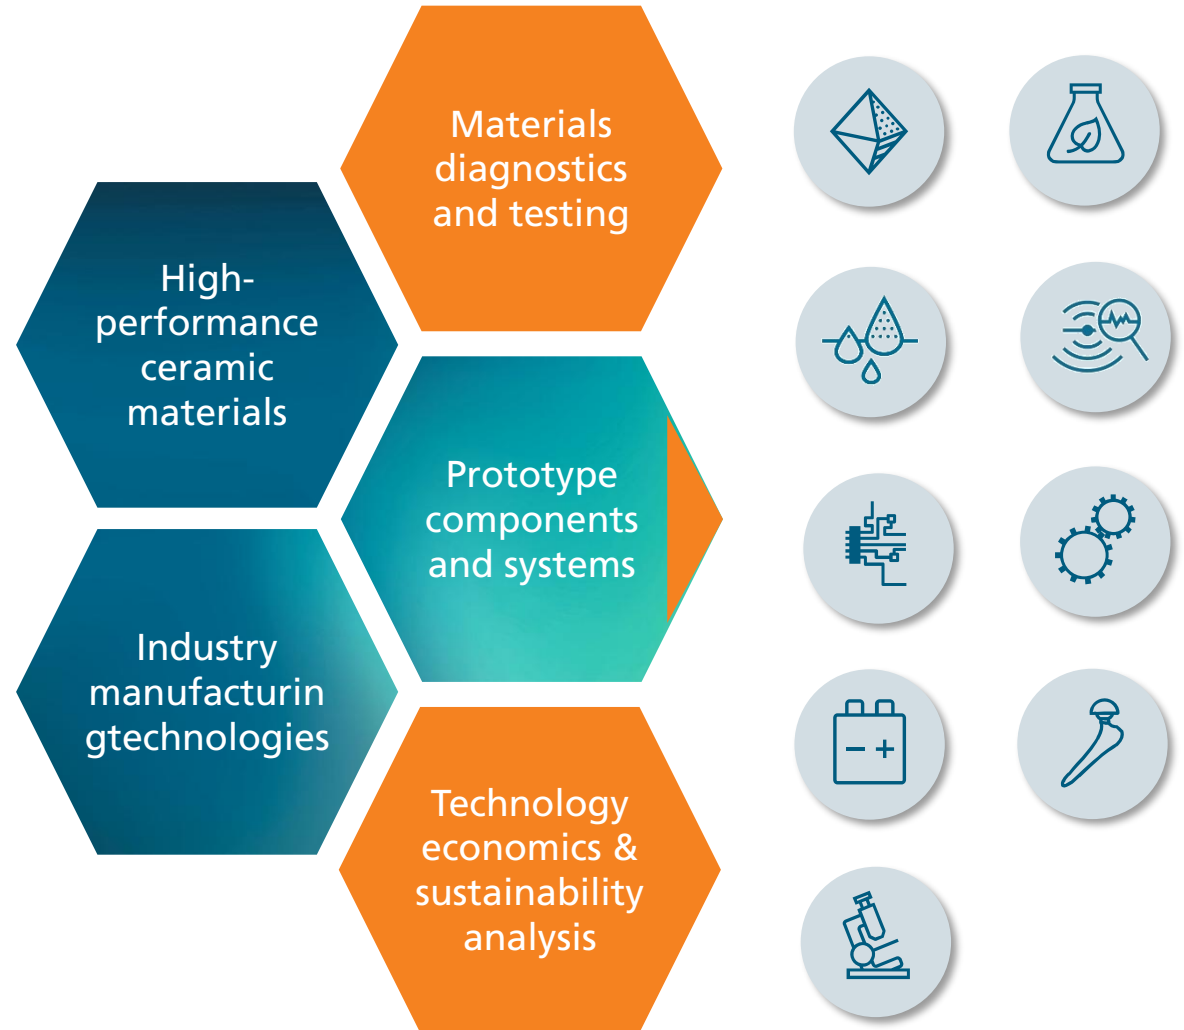 Materials
diagnostics
and testing
High-
performance
ceramic
materials
Prototype
components
and systems
Industry
manufacturin
gtechnologies
Technology
economics &
sustainability
analysis